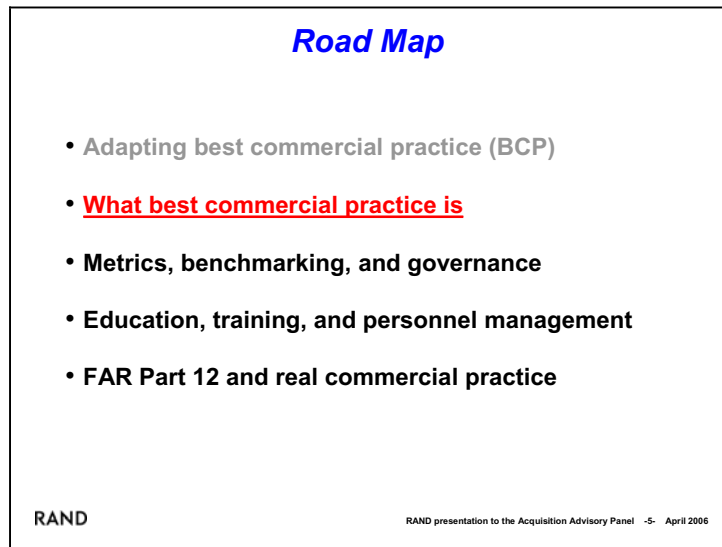 Road Map
• Adapting best commercial practice (BCP)
• What best commercial practice is
• Metrics, benchmarking, and governance
• Education, training, and personnel management
• FAR Part 12 and real commercial practice
RAND
RAND presentation to the Acquisition Advisory Panel -5- April 2006